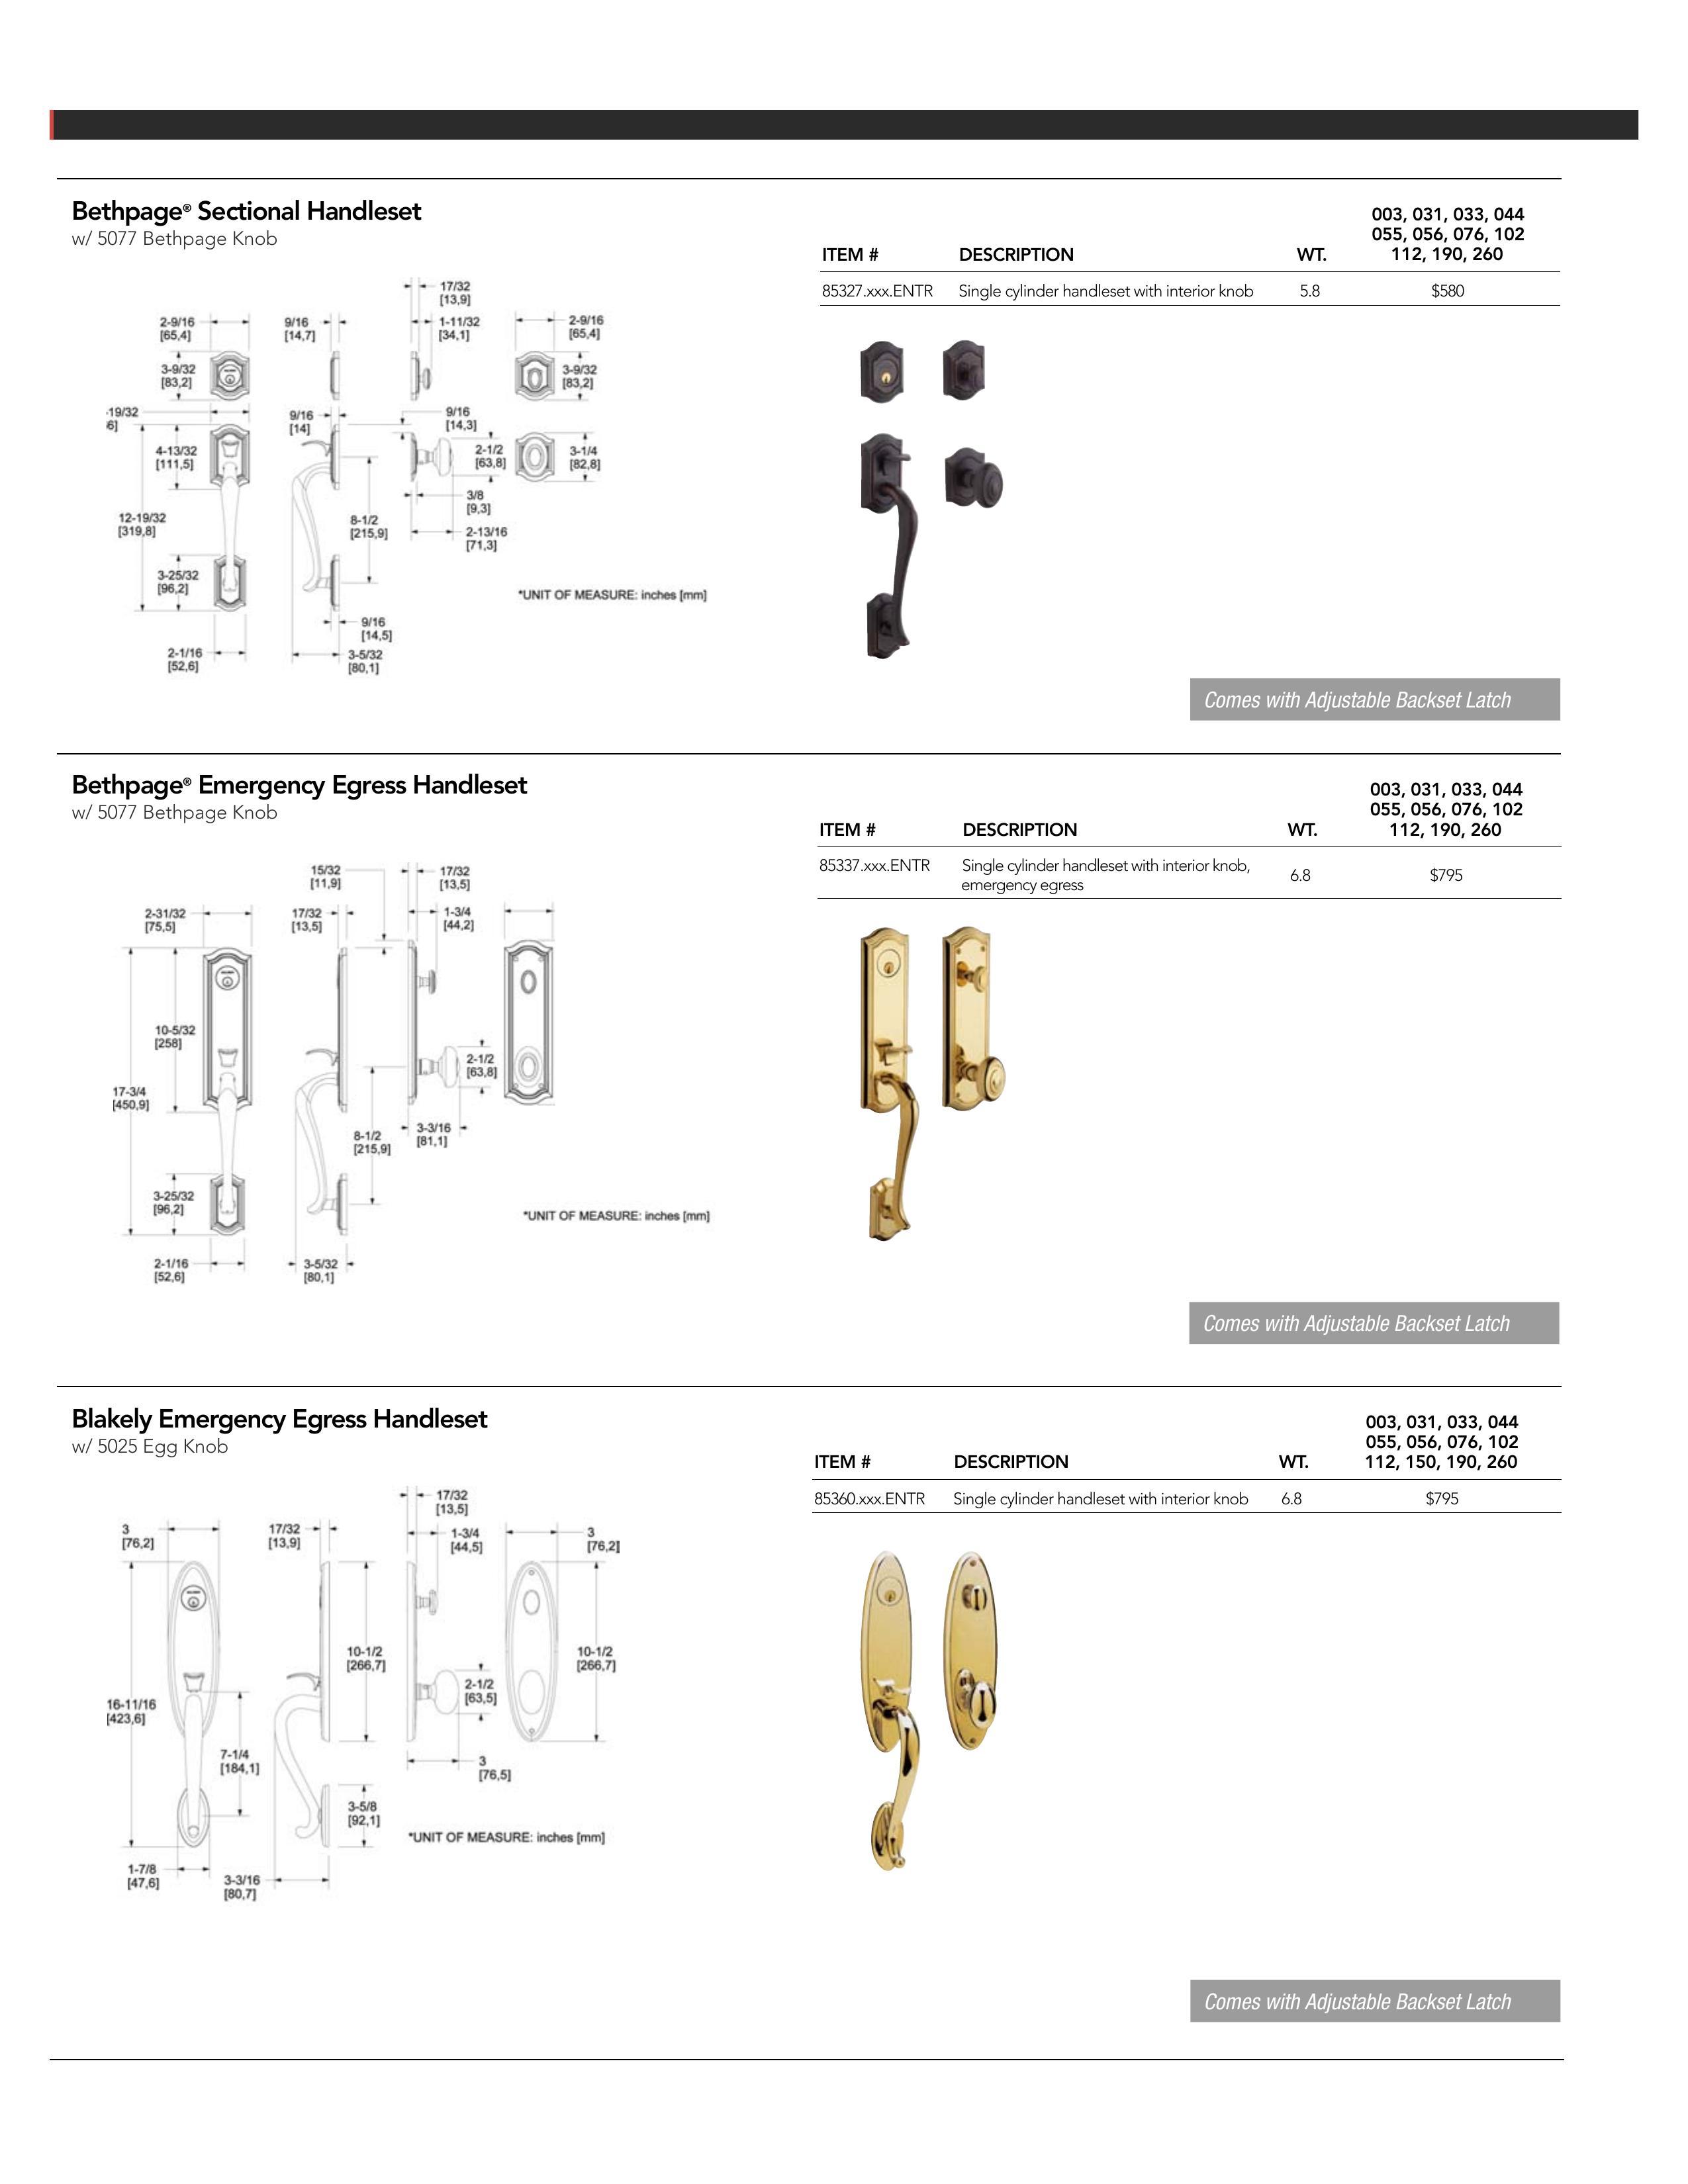 Bethpage® Sectional Handleset
w/ 5077 Bethpage Knob
003, 031, 033, 044
055, 056, 076, 102
112, 190, 260
ITEM #
DESCRIPTION
WT.
85327.xxx.ENTR
Single cylinder handleset with interior knob
5.8
$580
17/32
[13,9]
2-9/16
[65,4]
9/16
[14,7]
1-11/32
[34,1]
2-9/16
[65,4]
3-9/32
[83,2]
3-9/32
[83,2]
-19/32
6]
9/16
[14]
9/16
[14,3]
4-13/32
[111,5]
2-1/2
[63,8]
3-1/4
[82,8]
3/8
[9,3]
12-19/32
[319,8]
8-1/2
[215,9]
2-13/16
[71,3]
3-25/32
[96,2]
*UNIT OF MEASURE: inches [mm]
9/16
[14,5]
2-1/16
[52,6]
3-5/32
[80,1]
Comes with Adjustable Backset Latch
Bethpage® Emergency Egress Handleset
w/ 5077 Bethpage Knob
003, 031, 033, 044
055, 056, 076, 102
112, 190, 260
ITEM #
DESCRIPTION
WT.
85337.xxx.ENTR
Single cylinder handleset with interior knob,
emergency egress
6.8
$795
15/32
[11,9]
17/32
[13,5]
2-31/32
[75,5]
17/32
[13,5]
1-3/4
[44,2]
10-5/32
[258]
2-1/2
[63,8]
17-3/4
[450,9]
8-1/2
[215,9]
3-3/16
[81,1]
3-25/32
[96,2]
*UNIT OF MEASURE: inches [mm]
2-1/16
[52,6]
3-5/32
[80,1]
Comes with Adjustable Backset Latch
Blakely Emergency Egress Handleset
w/ 5025 Egg Knob
003, 031, 033, 044
055, 056, 076, 102
112, 150, 190, 260
ITEM #
DESCRIPTION
WT.
85360.xxx.ENTR
Single cylinder handleset with interior knob
6.8
$795
17/32
[13,5]
3
[76,2]
17/32
[13,9]
1-3/4
[44,5]
3
[76,2]
10-1/2
[266,7]
10-1/2
[266,7]
2-1/2
[63,5]
16-11/16
[423,6]
7-1/4
[184,1]
3
[76,5]
3-5/8
[92,1]
*UNIT OF MEASURE: inches [mm]
1-7/8
[47,6]
3-3/16
[80,7]
Comes with Adjustable Backset Latch